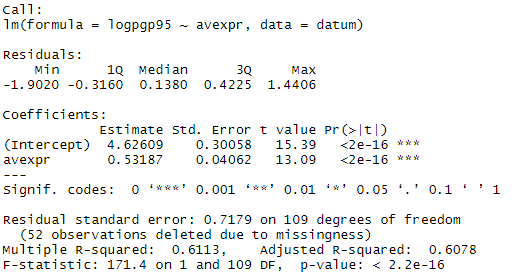 Call:
lm(formula = logpgp95 ~ avexpr, data = datum)
Residuals:
Min 1Q Median 3Q Max
-1.9020 -0.3160 0.1380 0.4225 1.4406
Coefficients:
Estimate Std. Error t value Pr(>|t|)
(Intercept) 4.62609 0.30058 15.39 <2e-16 ***
avexpr 0.53187 0.04062 13.09 <2e-16 ***
---
Signif. codes: 0 ‘***’ 0.001 ‘**’ 0.01 ‘*’ 0.05 ‘.’ 0.1 ‘ ’ 1
Residual standard error: 0.7179 on 109 degrees of freedom
(52 observations deleted due to missingness)
Multiple R-squared: 0.6113, Adjusted R-squared: 0.6078
F-statistic: 171.4 on 1 and 109 DF, p-value: < 2.2e-16